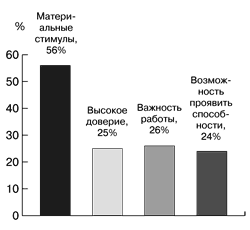 %
Матери-
альные
стимулы,
56%
Высокое
доверие,
25%
Важность
работы,
26%
Возмож-
ность
проявить
способ-
ности,
24%
60
50
40
30
20
10
0